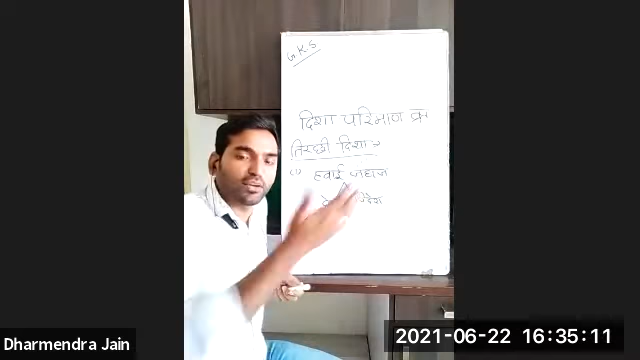 G.K.S
दिशा परिमाण
तिरछी दिशा
(1) हवाई जहाज
Dharmendra Jain
2021-06-22 16:35:11